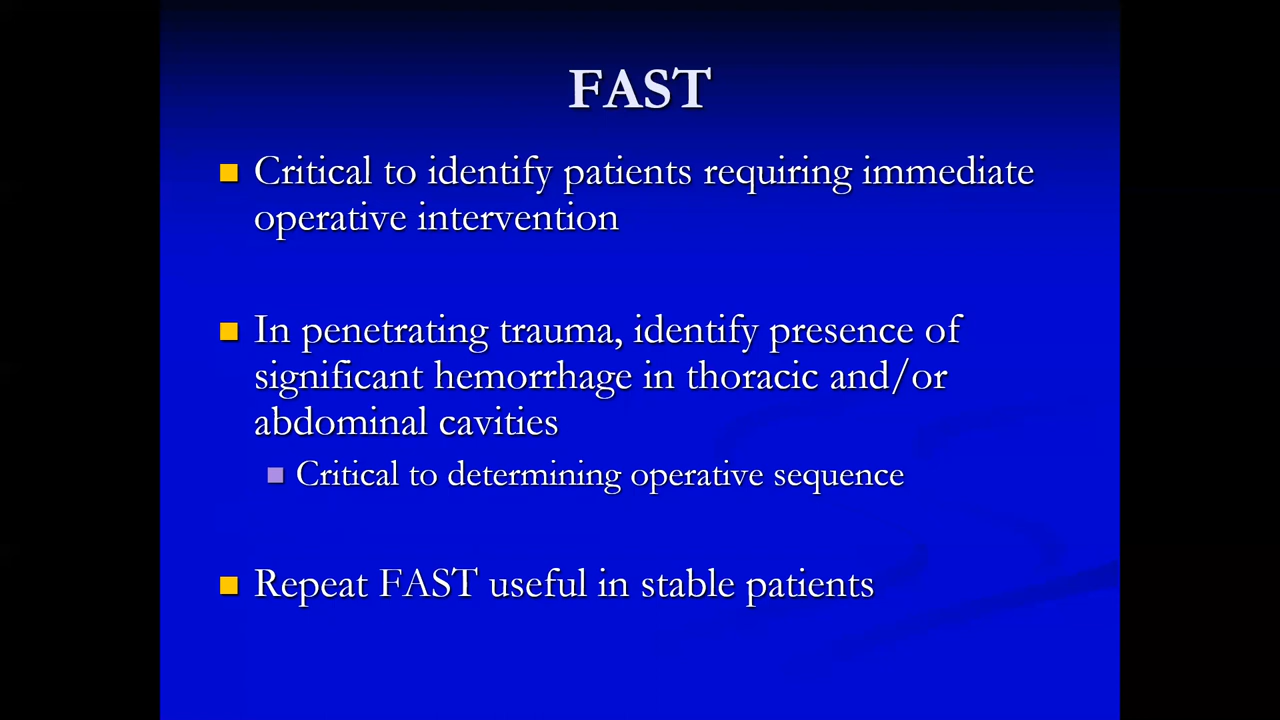 FAST
Critical to identify patients requiring immediate
operative intervention
In penetrating trauma, identify presence of
significant hemorrhage in thoracic and/or
abdominal cavities
Critical to determining operative sequence
Repeat FAST useful in stable patients